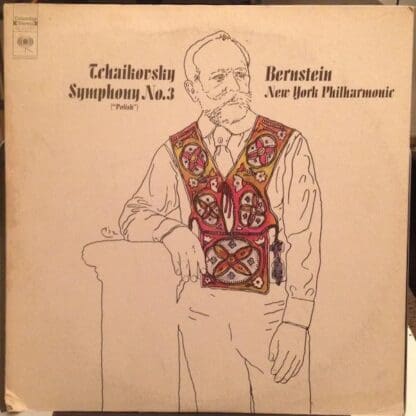 Tchaikovsky
Symphony No.3
("Polish")
Bernstein
New York Philharmonic